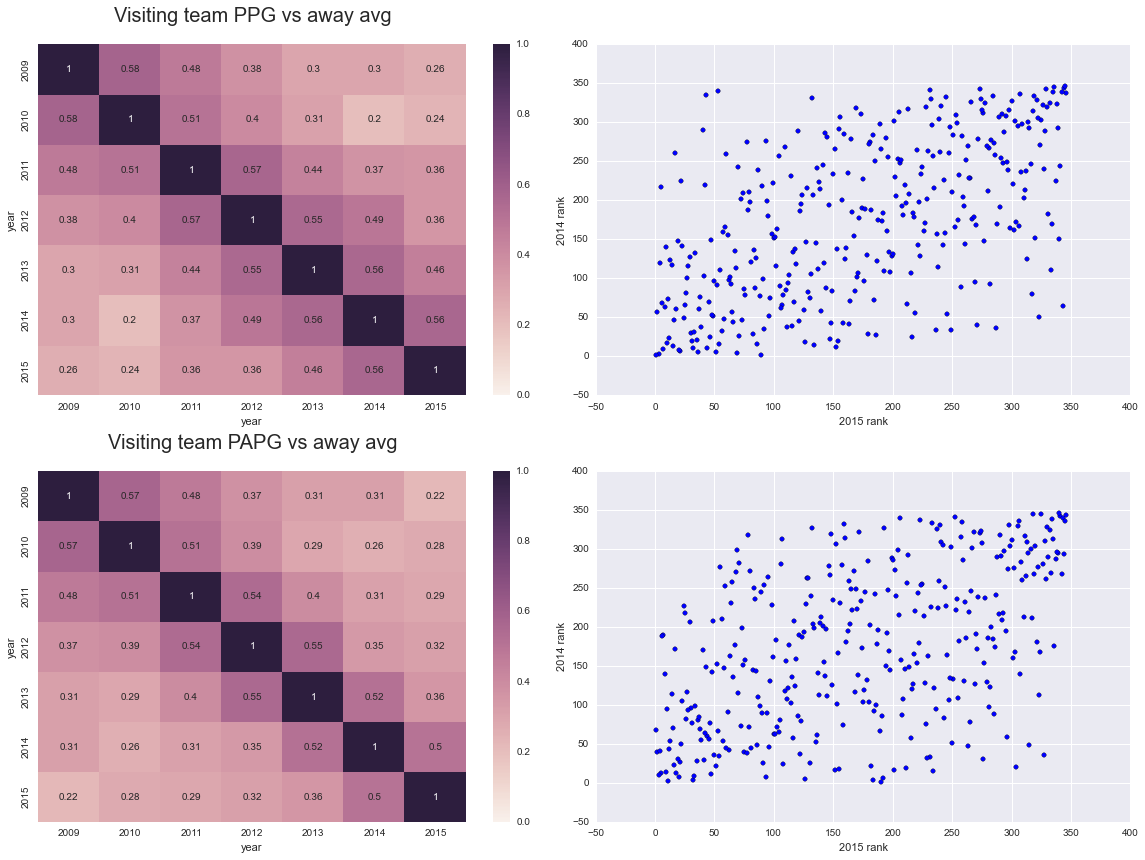 Visiting team PPG vs away avg
2009 1 0.58 0.48 0.38 0.3 0.3 0.26
2010 0.58 1 0.51 0.4 0.31 0.2 0.24
2011 0.48 0.51 1 0.57 0.44 0.37 0.36
2012 0.38 0.4 0.57 1 0.55 0.49 0.36
2013 0.3 0.31 0.44 0.55 1 0.56 0.46
2014 0.3 0.2 0.37 0.49 0.56 1 0.56
2015 0.26 0.24 0.36 0.36 0.46 0.56 1
2009 2010 2011 2012 2013 2014 2015
year
year
1.0
0.8
0.6
0.4
0.2
0.0
400
350
300
250
200
150
100
50
0
−50
2014 rank
−50 0 50 100 150 200 250 300 350 400
2015 rank
Visiting team PAPG vs away avg
2009 1 0.57 0.48 0.37 0.31 0.31 0.22
2010 0.57 1 0.51 0.39 0.29 0.26 0.28
2011 0.48 0.51 1 0.54 0.4 0.31 0.29
2012 0.37 0.39 0.54 1 0.55 0.35 0.32
2013 0.31 0.29 0.4 0.55 1 0.52 0.36
2014 0.31 0.26 0.31 0.35 0.52 1 0.5
2015 0.22 0.28 0.29 0.32 0.36 0.5 1
2009 2010 2011 2012 2013 2014 2015
year
year
1.0
0.8
0.6
0.4
0.2
0.0
400
350
300
250
200
150
100
50
0
−50
2014 rank
−50 0 50 100 150 200 250 300 350 400
2015 rank